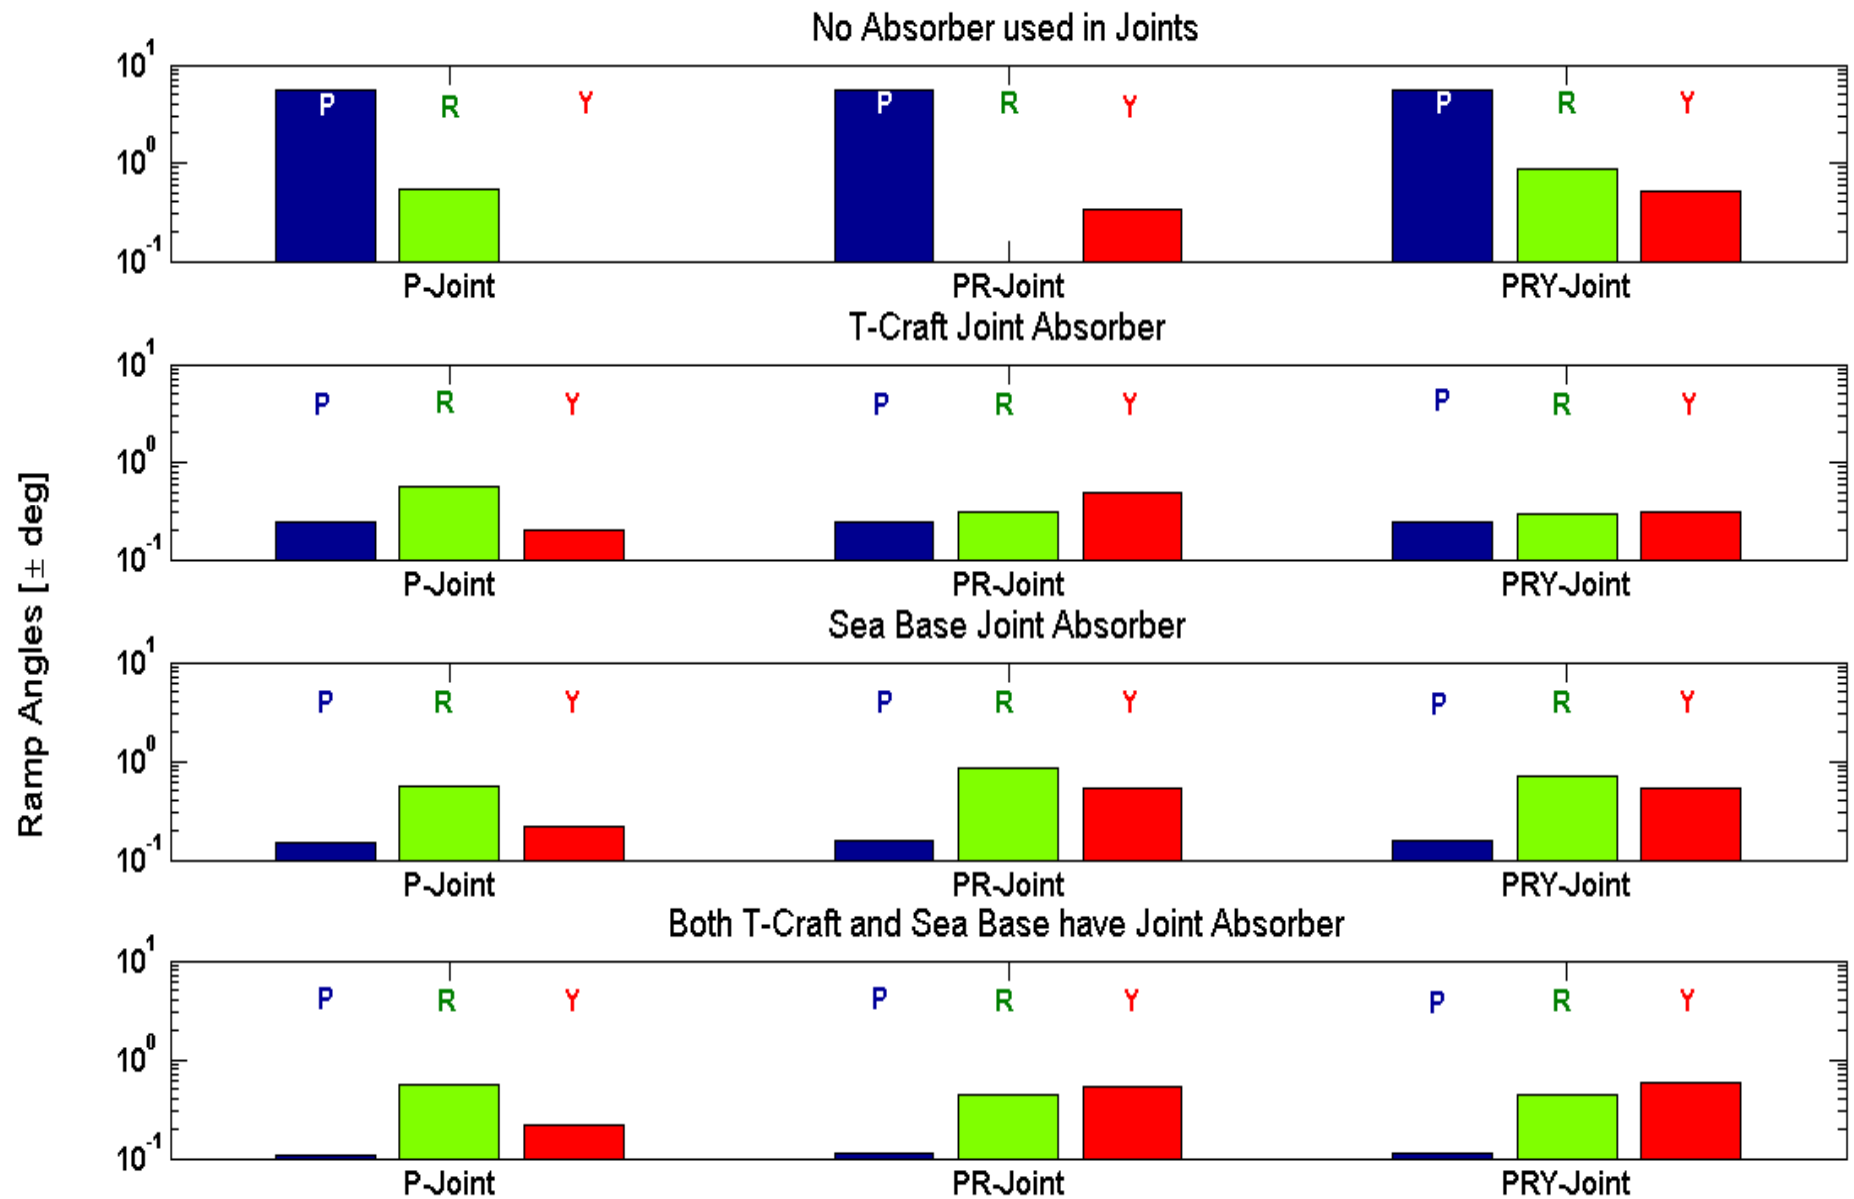 No Absorber used in Joints
10^1
P R Y P R Y P R Y
10^0
10^-1
P-Joint PR-Joint PRY-Joint
T-Craft Joint Absorber
10^1
P R Y P R Y P R Y
10^0
10^-1
P-Joint PR-Joint PRY-Joint
Ramp Angles [± deg]
Sea Base Joint Absorber
10^1
P R Y P R Y P R Y
10^0
10^-1
P-Joint PR-Joint PRY-Joint
Both T-Craft and Sea Base have Joint Absorber
10^1
P R Y P R Y P R Y
10^0
10^-1
P-Joint PR-Joint PRY-Joint